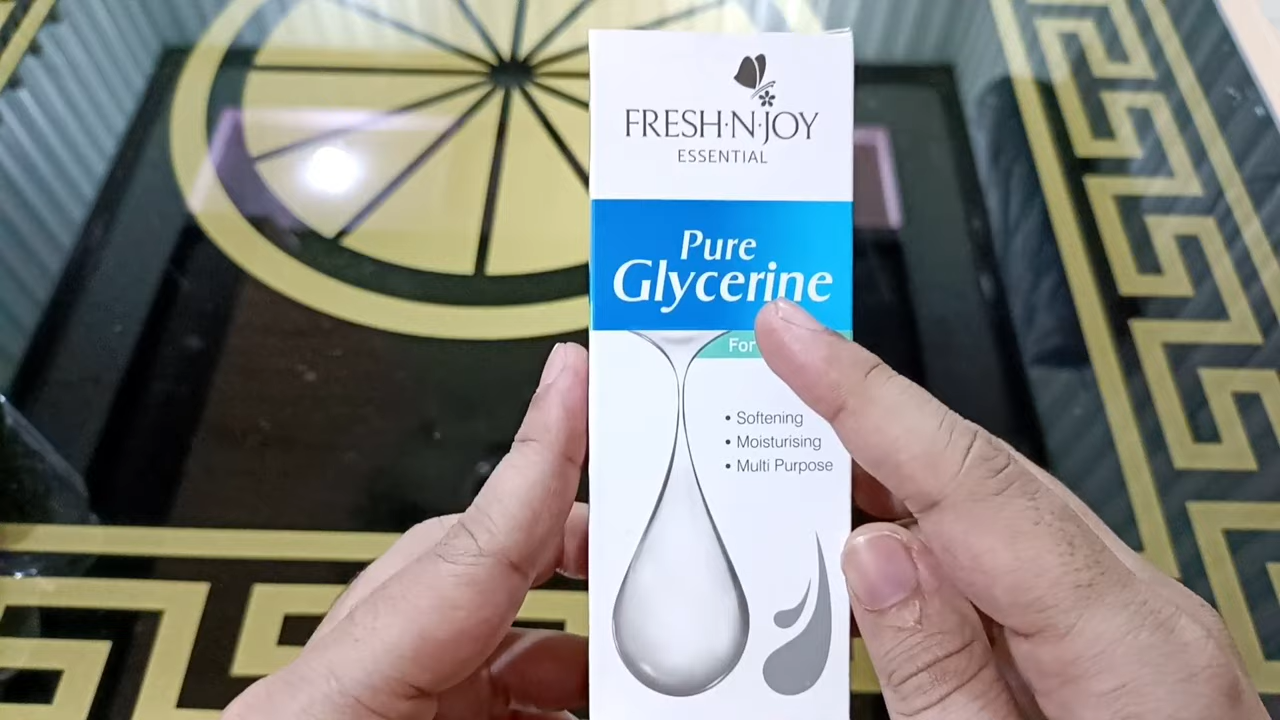 FRESH·N·JOY
ESSENTIAL
Pure
Glycerine
For
• Softening
• Moisturising
• Multi Purpose